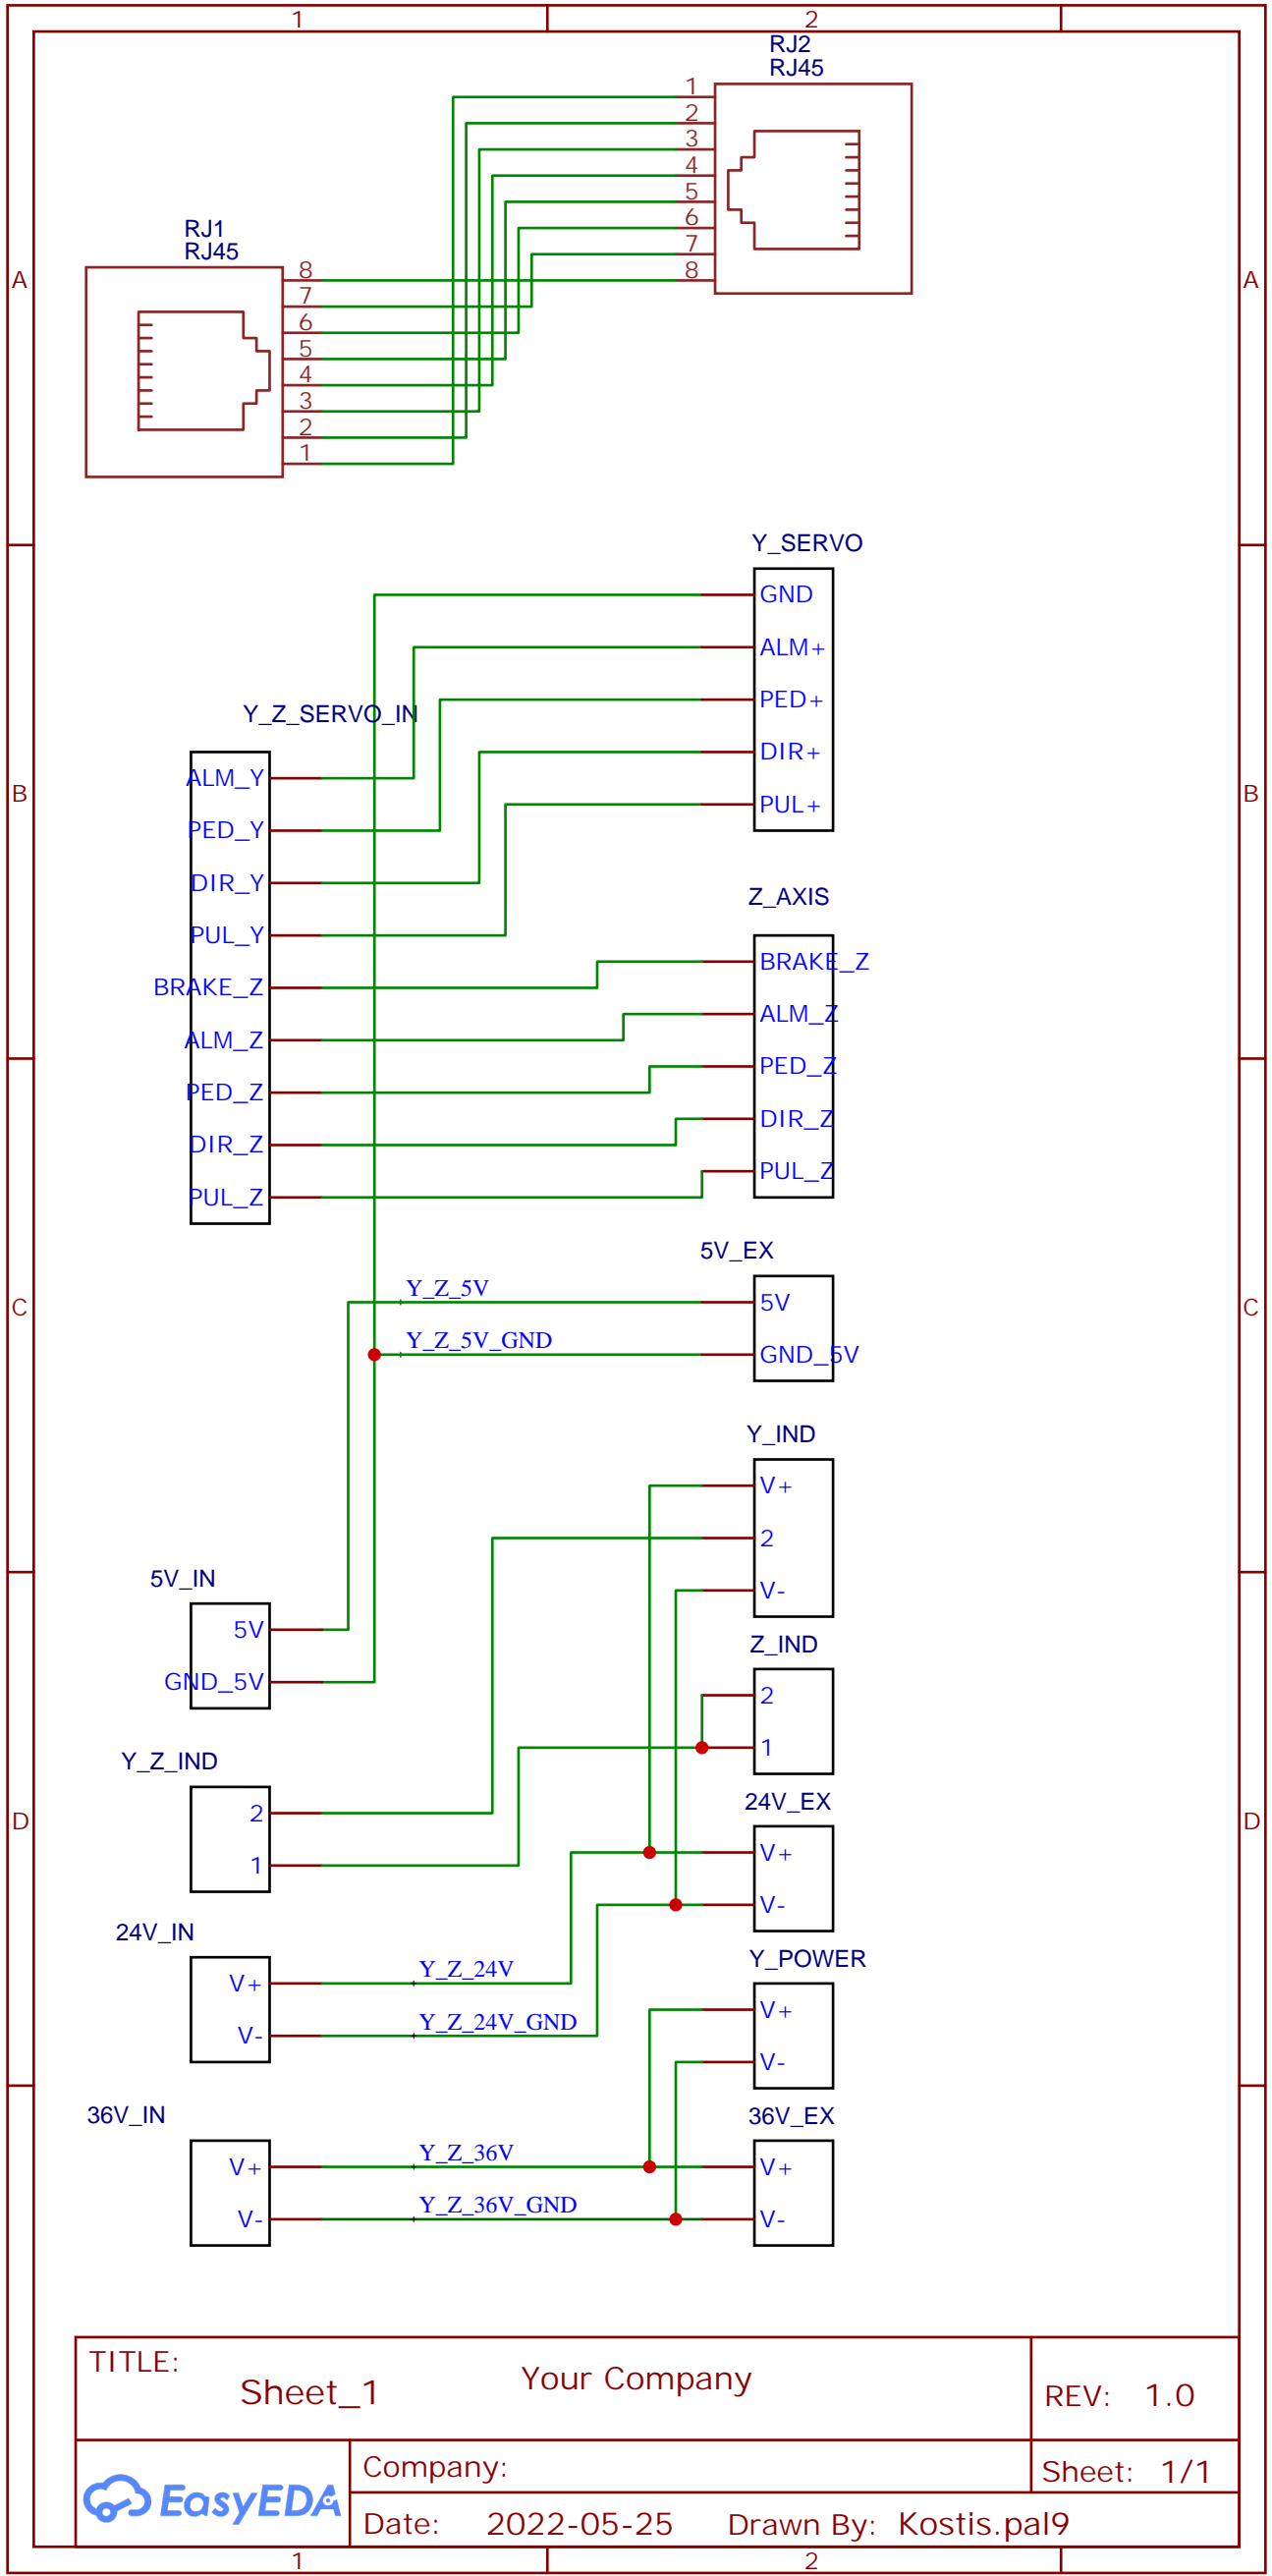 1 2
RJ2
RJ45
1
2
3
4
5
6
7
8
RJ1
RJ45
8
7
6
5
4
3
2
1
A A
Y_SERVO
GND
ALM+
PED+
DIR+
PUL+
Y_Z_SERVO_IN
ALM_Y
PED_Y
DIR_Y
PUL_Y
BRAKE_Z
ALM_Z
PED_Z
DIR_Z
PUL_Z
B B
Z_AXIS
BRAKE_Z
ALM_Z
PED_Z
DIR_Z
PUL_Z
5V_EX
5V
GND_5V
Y_Z_5V
Y_Z_5V_GND
C C
Y_IND
V+
2
V-
5V_IN
5V
GND_5V
Z_IND
2
1
Y_Z_IND
2
1
D D
24V_EX
V+
V-
24V_IN
V+
V-
Y_Z_24V
Y_Z_24V_GND
Y_POWER
V+
V-
36V_IN
V+
V-
Y_Z_36V
Y_Z_36V_GND
36V_EX
V+
V-
TITLE:
Sheet_1
Your Company
REV: 1.0
EasyEDA
Company:
Sheet: 1/1
Date: 2022-05-25 Drawn By: Kostis.pal9
1 2